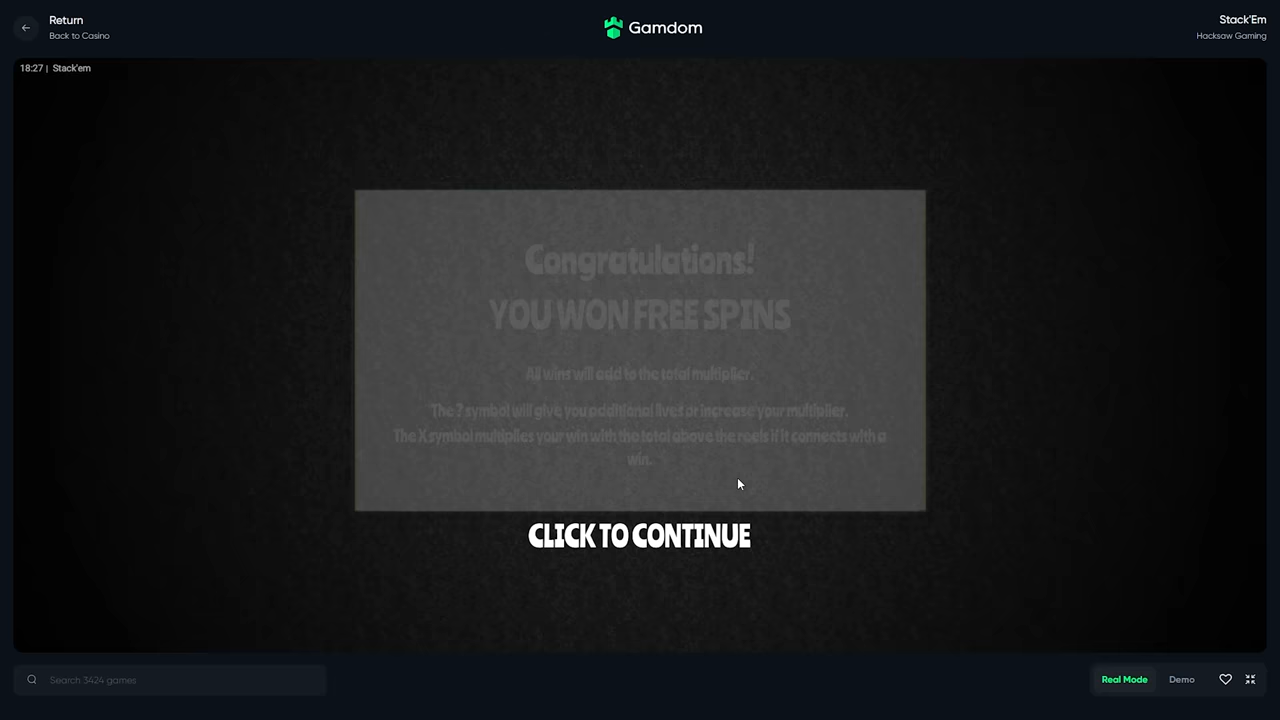 Return
Back to Casino
Gamdom
Stack'Em
Hacksaw Gaming
18:27 | Stack'em
Congratulations!
YOU WON FREE SPINS
All wins will add to the total multiplier.
The ? symbol will give you additional lives or increase your multiplier.
The X symbol multiplies your win with the total above the reels if it connects with a
win.
CLICK TO CONTINUE
Search 3424 games
Real Mode
Demo